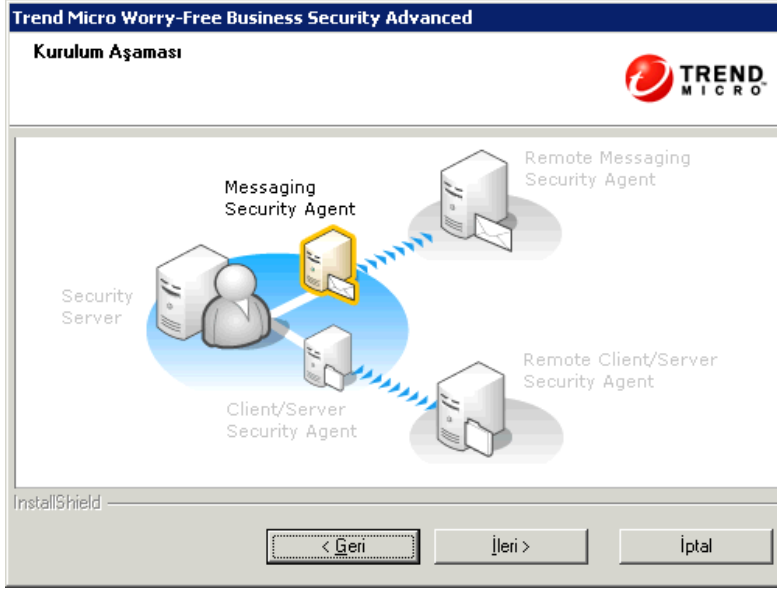 Trend Micro Worry-Free Business Security Advanced
Kurulum Aşaması
TREND
MICRO
Remote Messaging
Security Agent
Messaging
Security Agent
Security
Server
Remote Client/Server
Security Agent
Client/Server
Security Agent
InstallShield
< Geri
İleri >
İptal